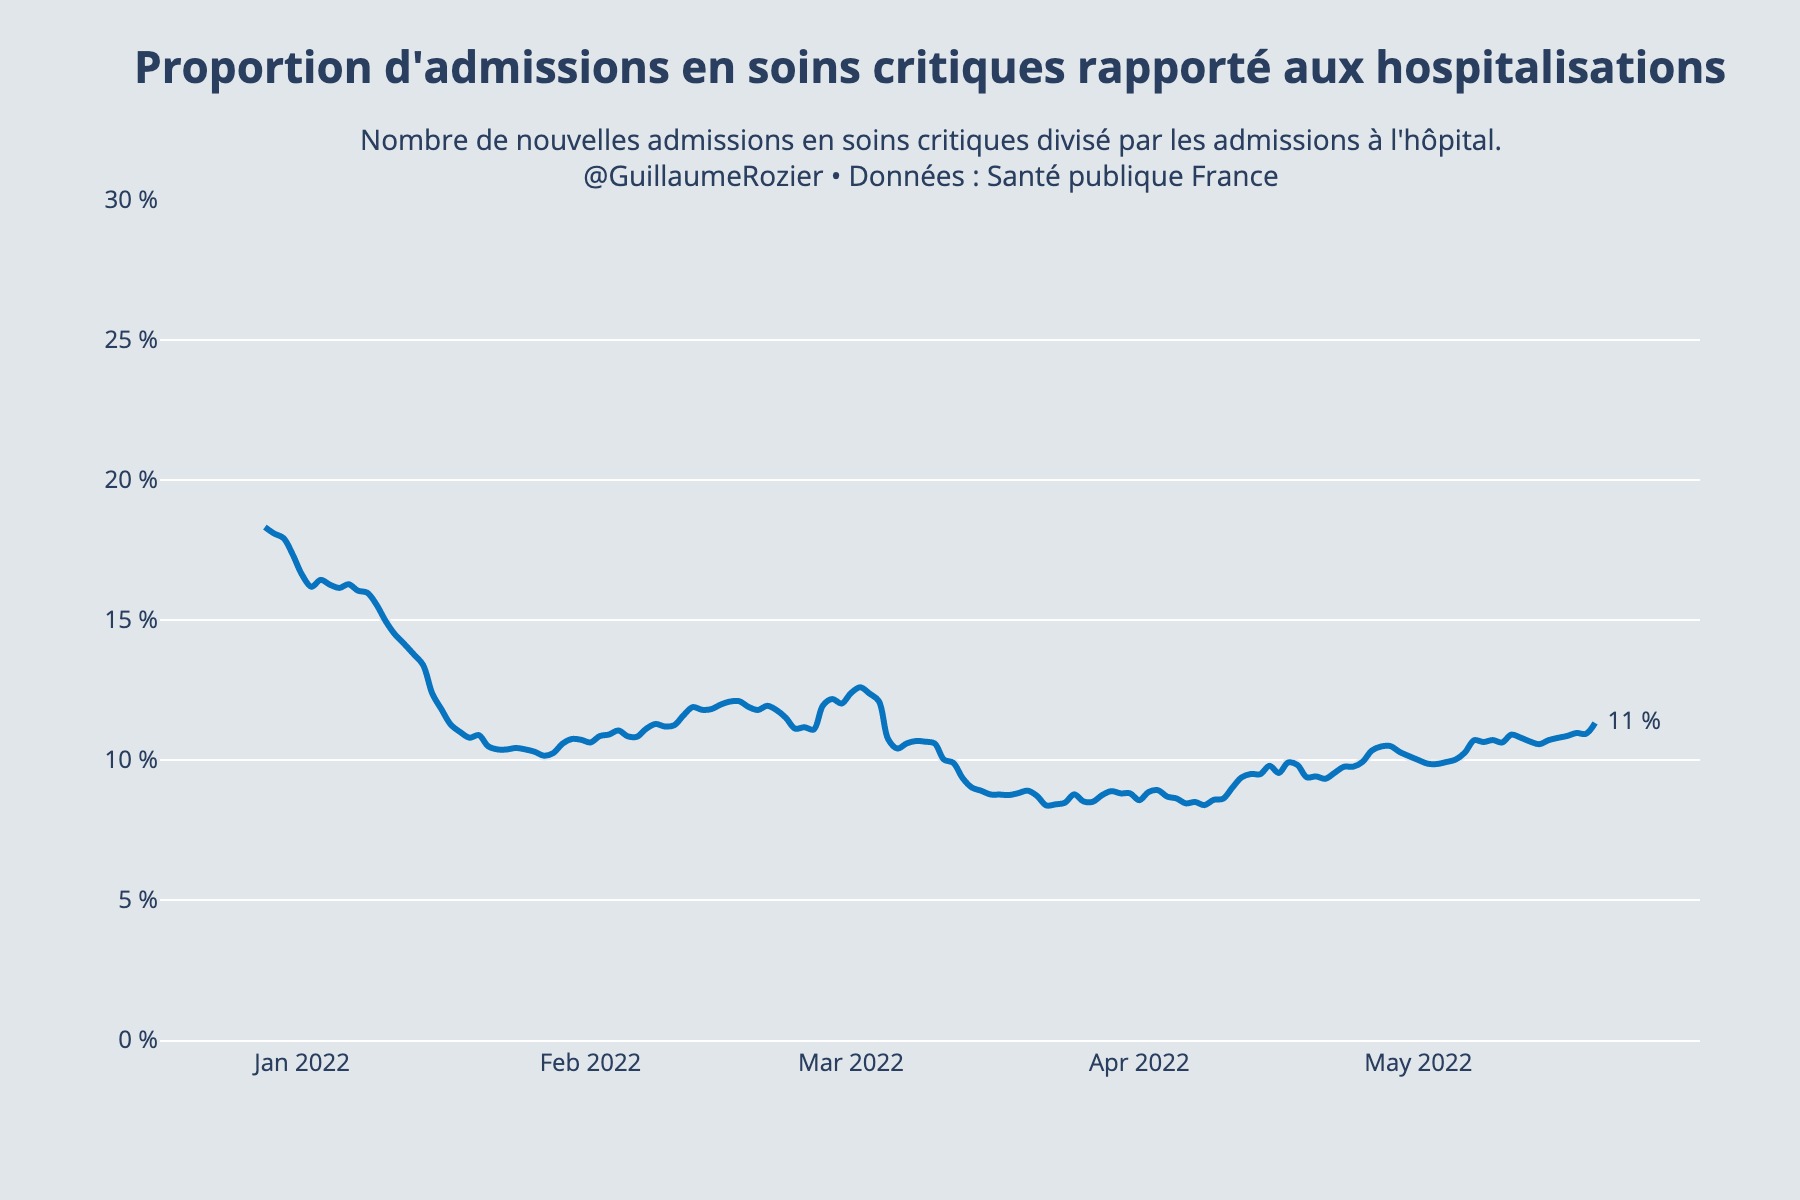 Proportion d'admissions en soins critiques rapporté aux hospitalisations
Nombre de nouvelles admissions en soins critiques divisé par les admissions à l'hôpital.
@GuillaumeRozier • Données : Santé publique France
30 %
25 %
20 %
15 %
11 %
10 %
5 %
0 %
Jan 2022
Feb 2022
Mar 2022
Apr 2022
May 2022